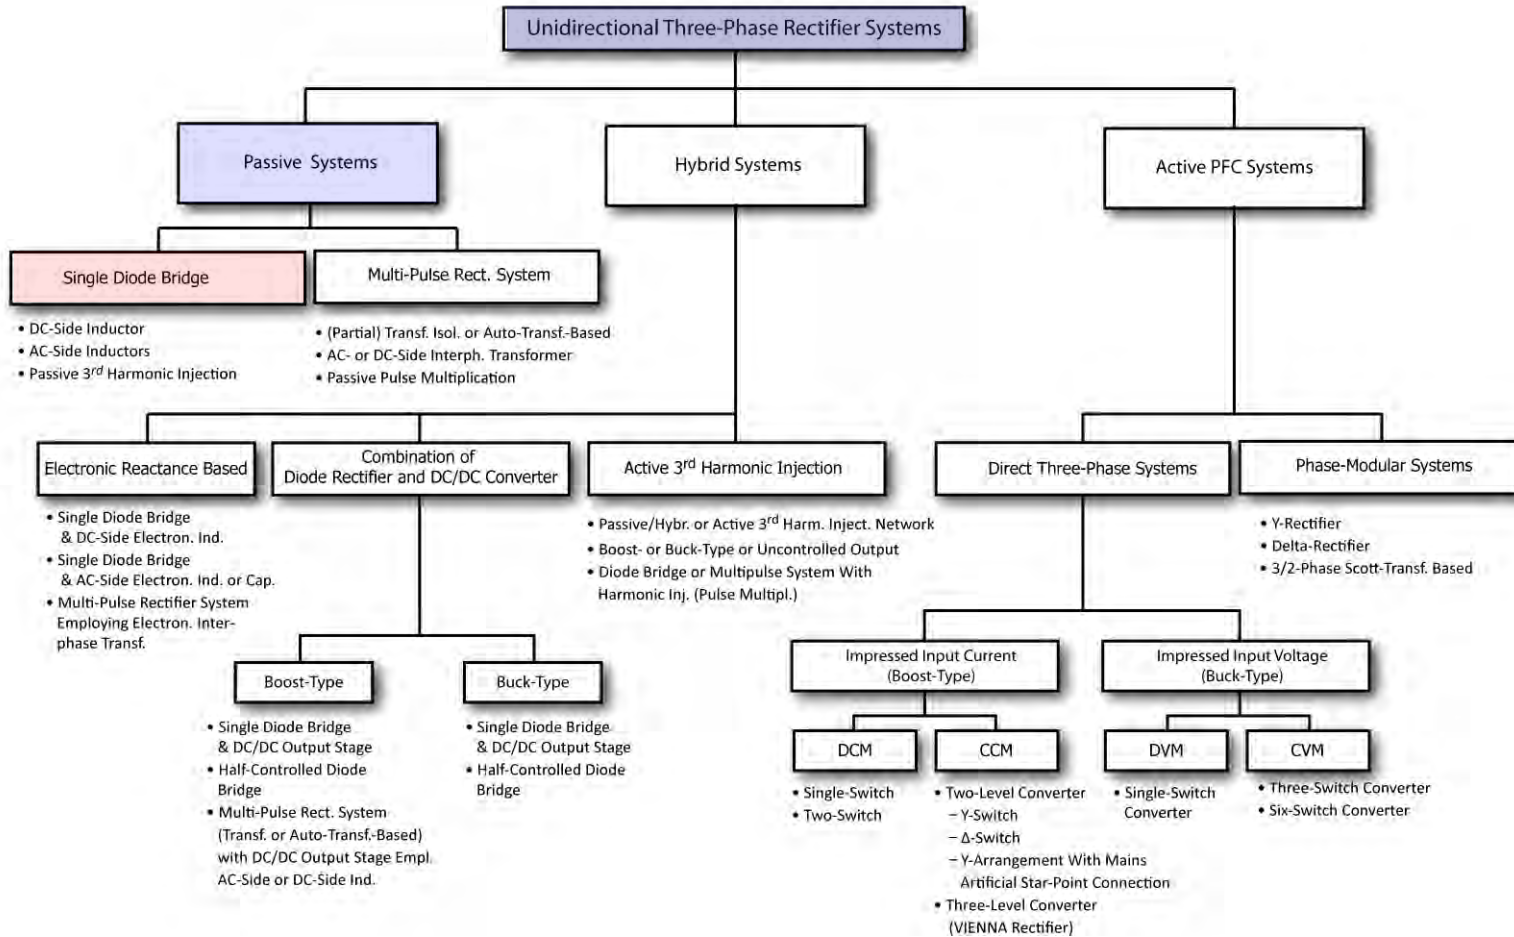 Unidirectional Three-Phase Rectifier Systems
Passive Systems
Hybrid Systems
Active PFC Systems
Single Diode Bridge
Multi-Pulse Rect. System
• DC-Side Inductor
• AC-Side Inductors
• Passive 3rd Harmonic Injection
• (Partial) Transf. Isol. or Auto-Transf.-Based
• AC- or DC-Side Interph. Transformer
• Passive Pulse Multiplication
Electronic Reactance Based
Combination of
Diode Rectifier and DC/DC Converter
Active 3rd Harmonic Injection
Direct Three-Phase Systems
Phase-Modular Systems
• Single Diode Bridge
& DC-Side Electron. Ind.
• Single Diode Bridge
& AC-Side Electron. Ind. or Cap.
• Multi-Pulse Rectifier System
Employing Electron. Inter-
phase Transf.
• Passive/Hybr. or Active 3rd Harm. Inject. Network
• Boost- or Buck-Type or Uncontrolled Output
• Diode Bridge or Multipulse System With
Harmonic Inj. (Pulse Multipl.)
• Y-Rectifier
• Delta-Rectifier
• 3/2-Phase Scott-Transf. Based
Boost-Type
Buck-Type
• Single Diode Bridge
& DC/DC Output Stage
• Half-Controlled Diode
Bridge
• Multi-Pulse Rect. System
(Transf. or Auto-Transf.-Based)
with DC/DC Output Stage Empl.
AC-Side or DC-Side Ind.
• Single Diode Bridge
& DC/DC Output Stage
• Half-Controlled Diode
Bridge
Impressed Input Current
(Boost-Type)
Impressed Input Voltage
(Buck-Type)
DCM
CCM
DVM
CVM
• Single-Switch
• Two-Switch
• Two-Level Converter
– Y-Switch
– Δ-Switch
– Y-Arrangement With Mains
Artificial Star-Point Connection
• Three-Level Converter
(VIENNA Rectifier)
• Single-Switch
Converter
• Three-Switch Converter
• Six-Switch Converter